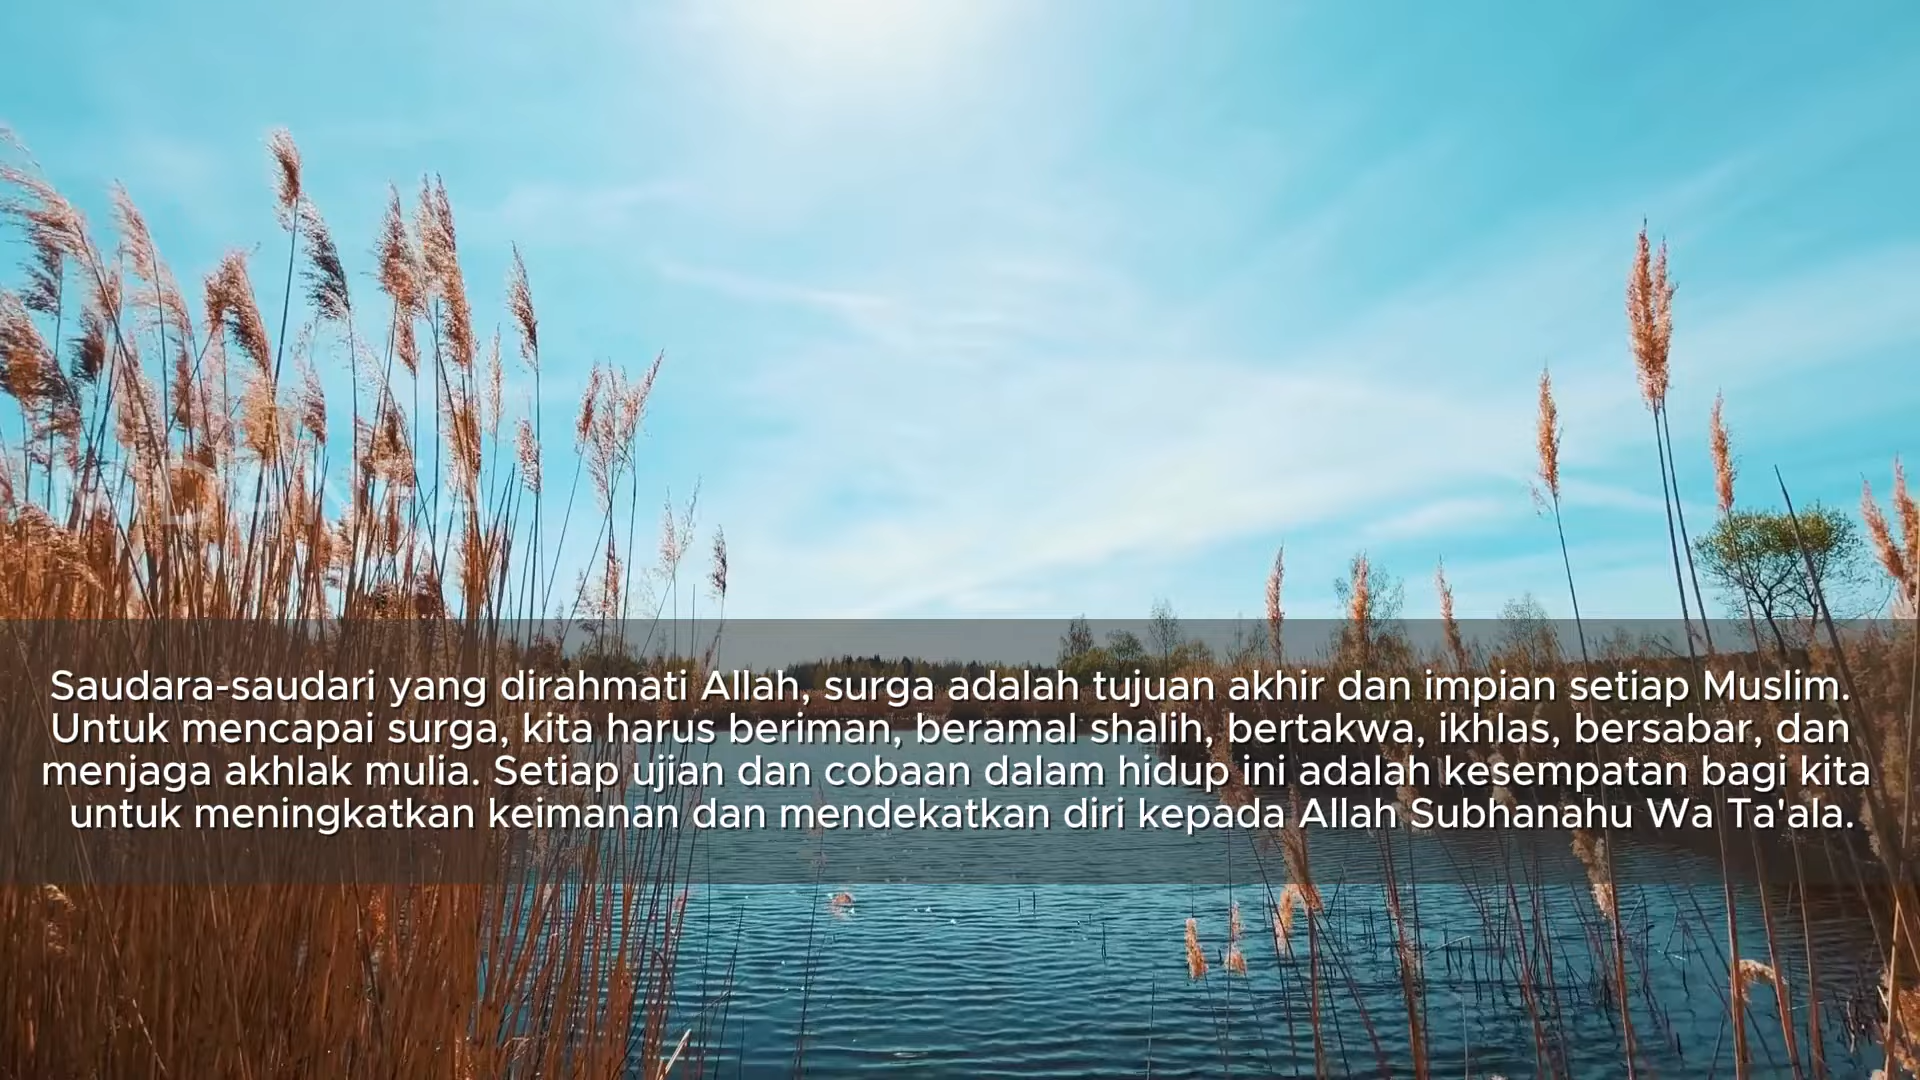 Saudara-saudari yang dirahmati Allah, surga adalah tujuan akhir dan impian setiap Muslim.
Untuk mencapai surga, kita harus beriman, beramal shalih, bertakwa, ikhlas, bersabar, dan
menjaga akhlak mulia. Setiap ujian dan cobaan dalam hidup ini adalah kesempatan bagi kita
untuk meningkatkan keimanan dan mendekatkan diri kepada Allah Subhanahu Wa Ta'ala.